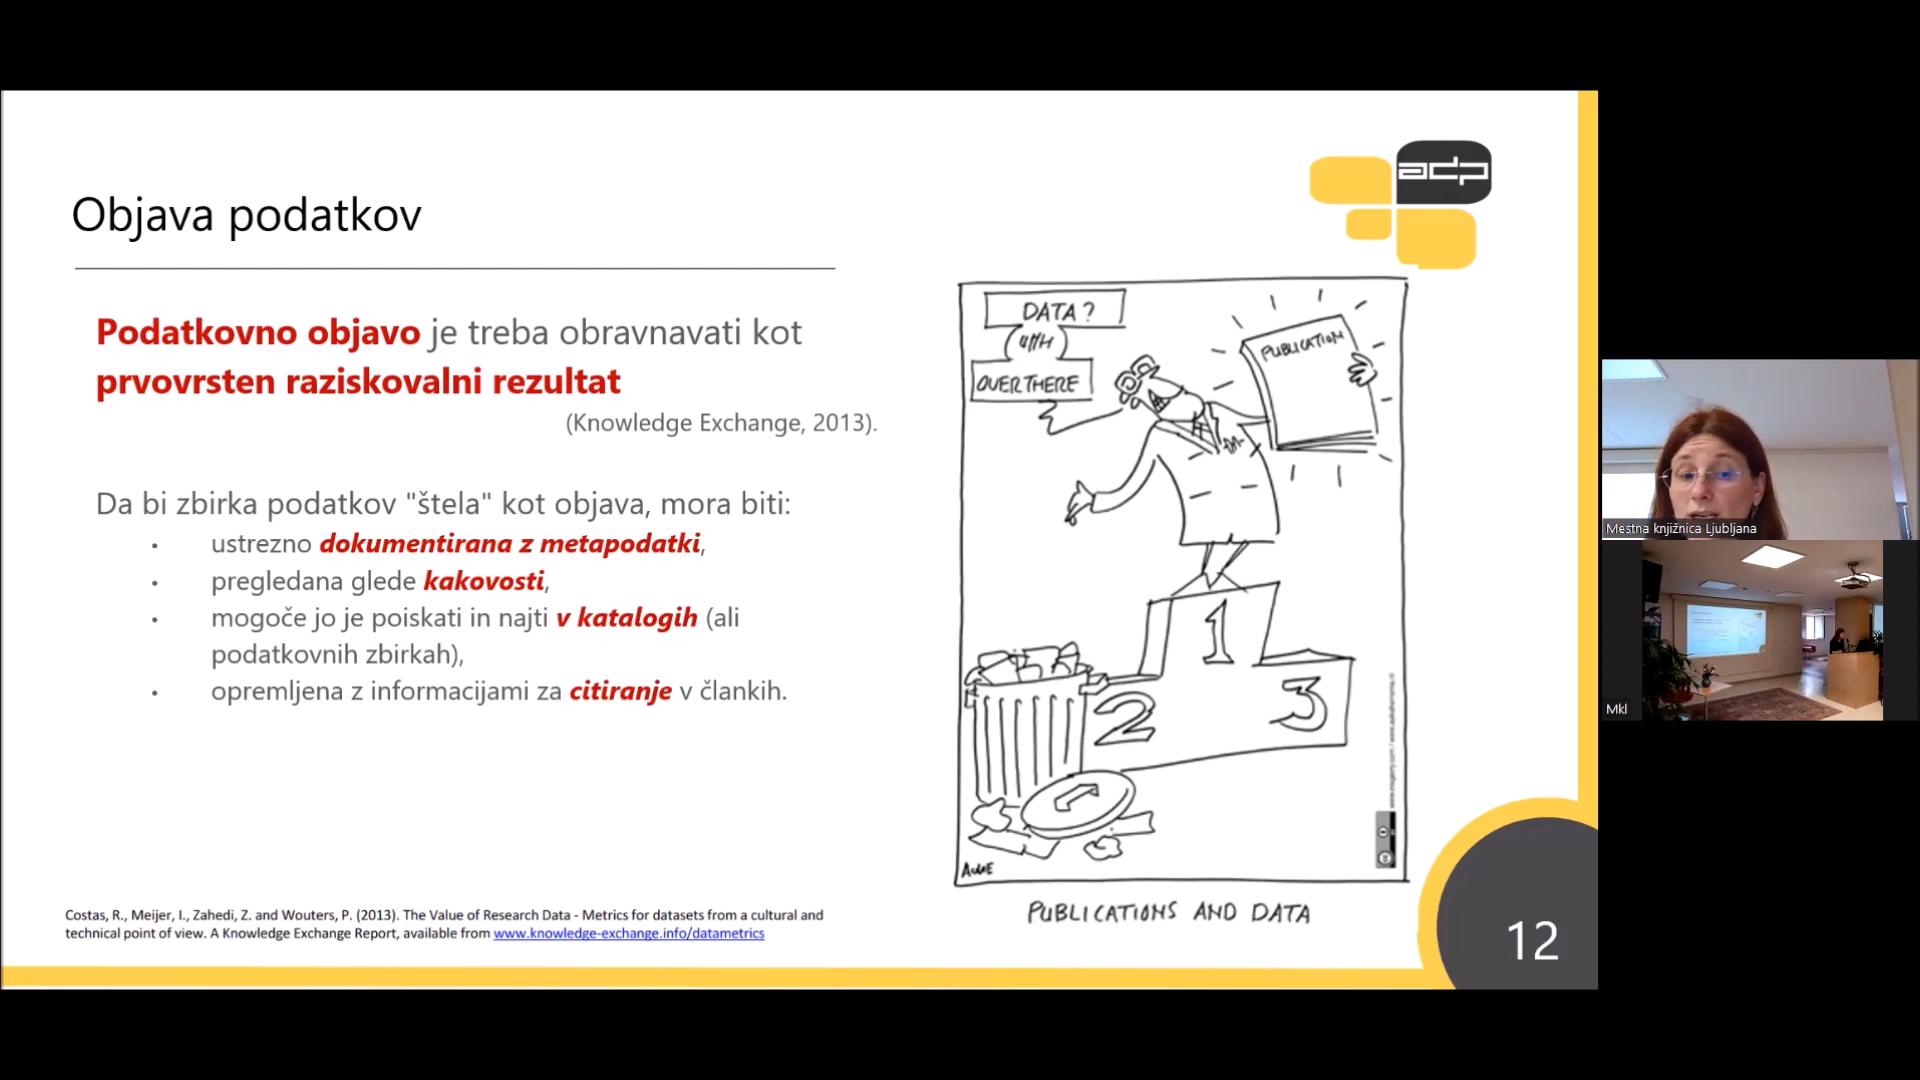 adp
Objava podatkov
Podatkovno objavo je treba obravnavati kot
prvovrsten raziskovalni rezultat
(Knowledge Exchange, 2013).
Da bi zbirka podatkov "štela" kot objava, mora biti:
• ustrezno dokumentirana z metapodatki,
• pregledana glede kakovosti,
• mogoče jo je poiskati in najti v katalogih (ali
podatkovnih zbirkah),
• opremljena z informacijami za citiranje v člankih.
DATA?
UHH
OVER THERE
PUBLICATION
1
2
3
AUKE
PUBLICATIONS AND DATA
Costas, R., Meijer, I., Zahedi, Z. and Wouters, P. (2013). The Value of Research Data - Metrics for datasets from a cultural and
technical point of view. A Knowledge Exchange Report, available from www.knowledge-exchange.info/datametrics
12
Mestna knjižnica Ljubljana
Mkl